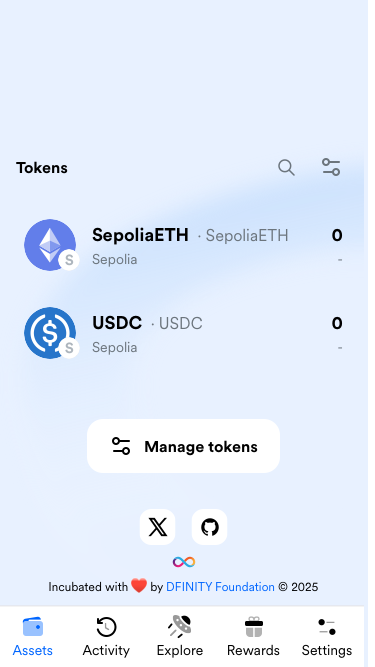 Tokens
SepoliaETH · SepoliaETH 0
S Sepolia -
USDC · USDC 0
S Sepolia -
Manage tokens
Incubated with ❤️ by DFINITY Foundation © 2025
Assets Activity Explore Rewards Settings